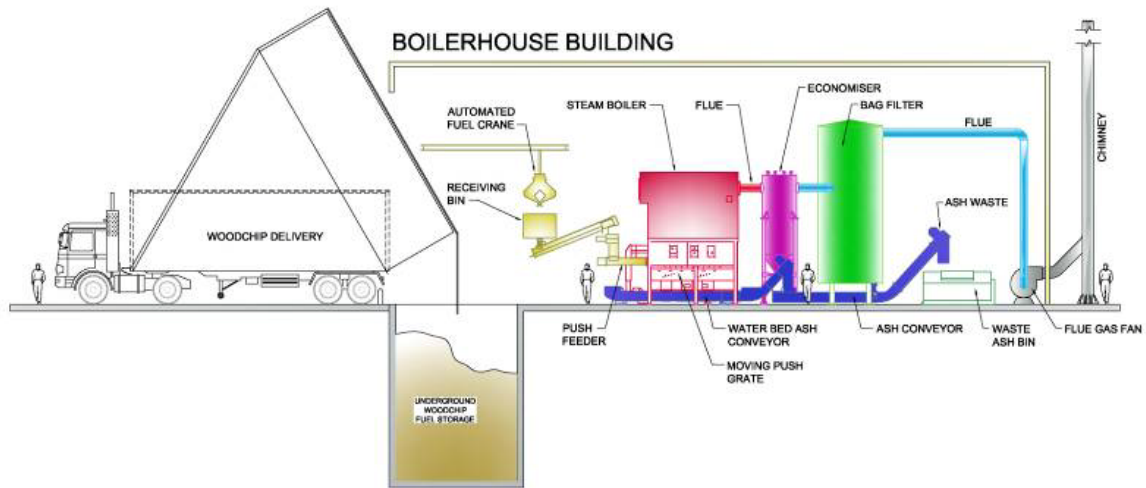 BOILERHOUSE BUILDING
ECONOMISER
STEAM BOILER
FLUE
BAG FILTER
AUTOMATED
FUEL CRANE
FLUE
CHIMNEY
RECEIVING
BIN
ASH WASTE
WOODCHIP DELIVERY
PUSH
FEEDER
WATER BED ASH
CONVEYOR
ASH CONVEYOR
WASTE
ASH BIN
FLUE GAS FAN
MOVING PUSH
GRATE
UNDERGROUND
WOODCHIP
FUEL STORAGE